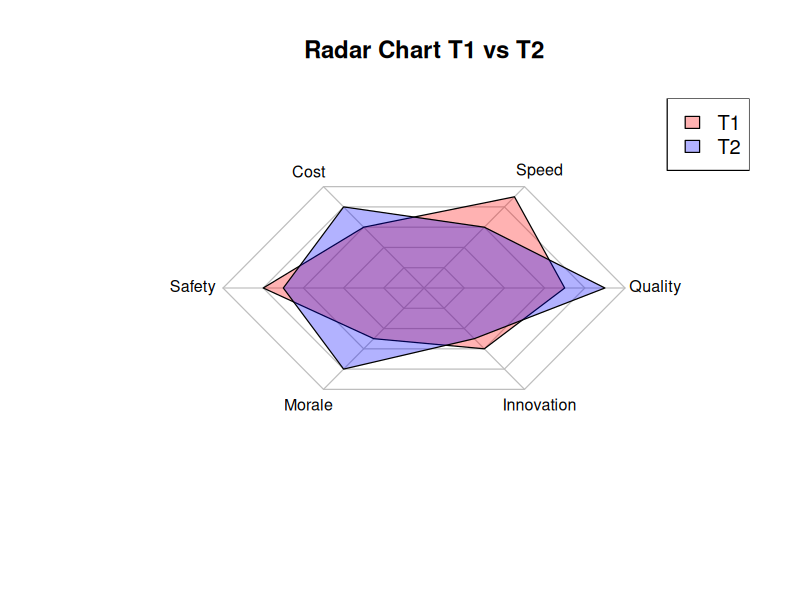 Radar Chart T1 vs T2
T1
T2
Cost
Speed
Safety
Quality
Morale
Innovation